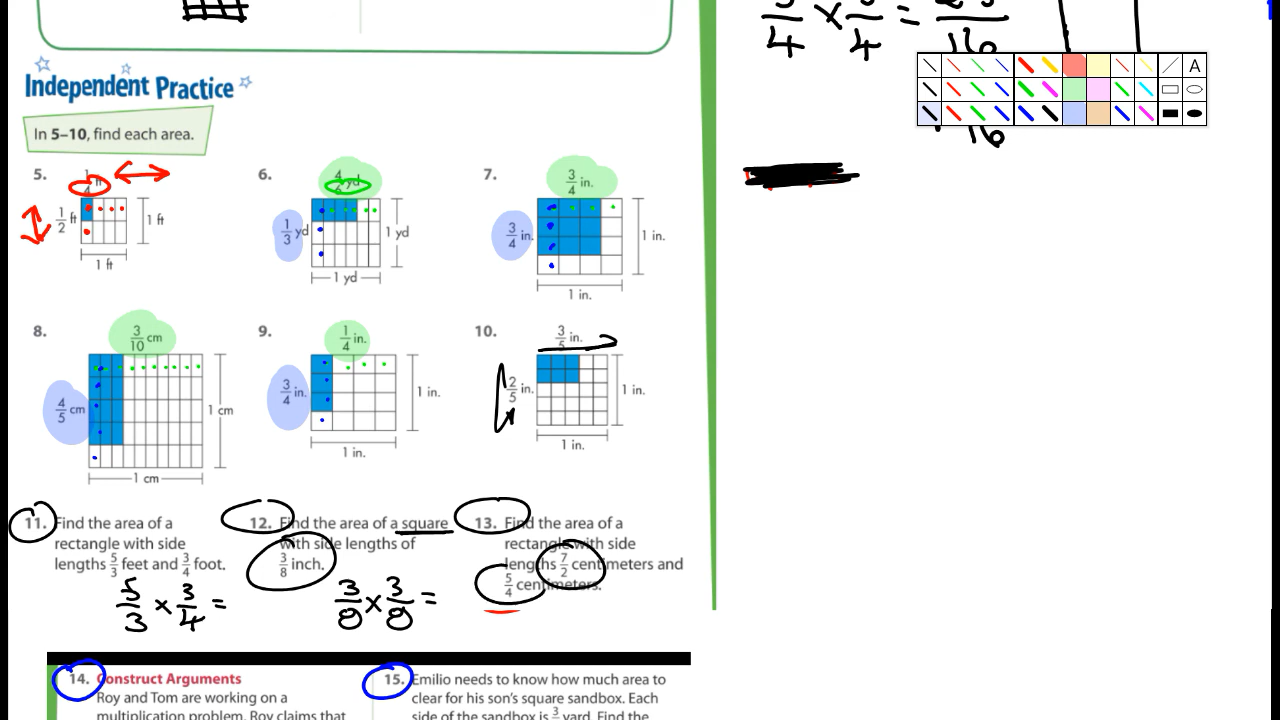 4 × 4 = 16
16
Independent Practice
In 5–10, find each area.
5.
1/4 ft
1/2 ft
1 ft
1 ft
6.
4/6 yd
1/3 yd
1 yd
1 yd
7.
3/4 in.
3/4 in.
1 in.
1 in.
8.
3/10 cm
4/5 cm
1 cm
1 cm
9.
1/4 in.
3/4 in.
1 in.
1 in.
10.
3/5 in.
2/5 in.
1 in.
1 in.
11. Find the area of a
rectangle with side
lengths 5/3 feet and 3/4 foot.
5/3 × 3/4 =
12. Find the area of a square
with side lengths of
3/8 inch.
3/8 × 3/8 =
13. Find the area of a
rectangle with side
lengths 7/2 centimeters and
5/4 centimeters.
14. Construct Arguments
Roy and Tom are working on a
multiplication problem. Roy claims that
15. Emilio needs to know how much area to
clear for his son's square sandbox. Each
side of the sandbox is 3/ yard. Find the
A